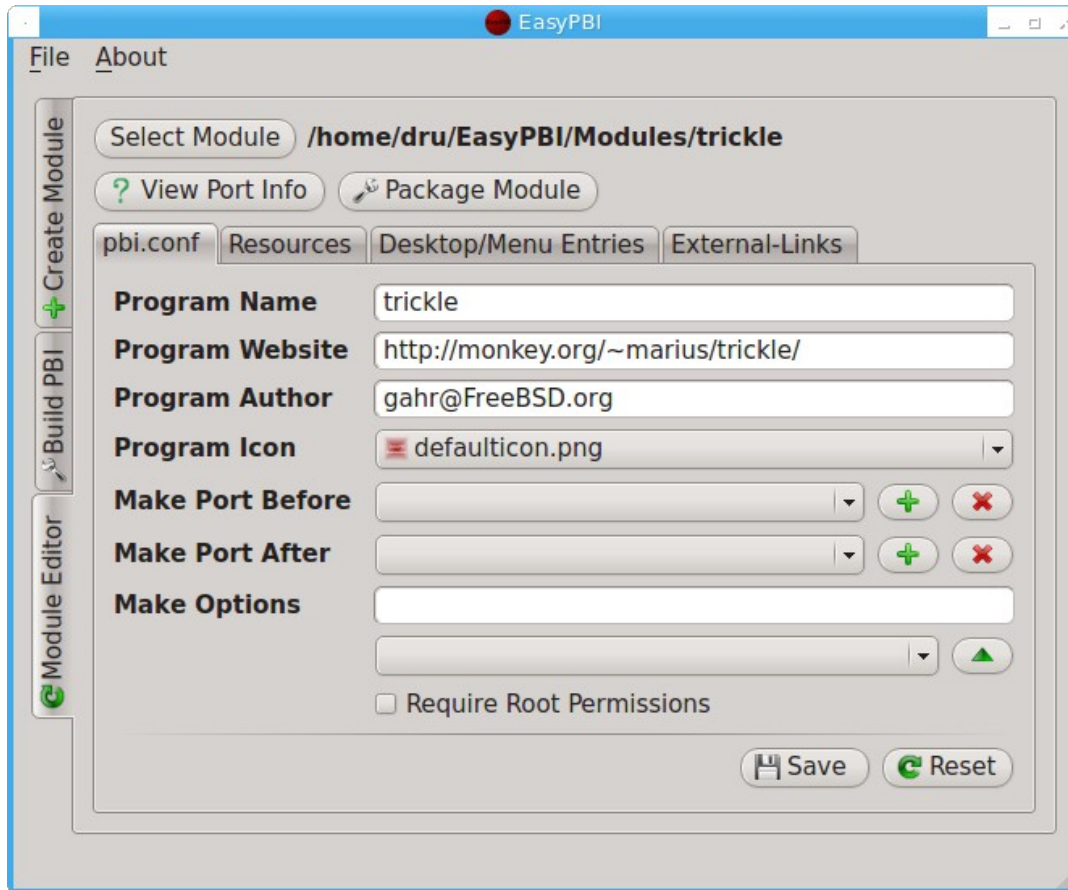 EasyPBI
File About
Create Module
Build PBI
Module Editor
Select Module /home/dru/EasyPBI/Modules/trickle
? View Port Info Package Module
pbi.conf Resources Desktop/Menu Entries External-Links
Program Name trickle
Program Website http://monkey.org/~marius/trickle/
Program Author gahr@FreeBSD.org
Program Icon defaulticon.png
Make Port Before
Make Port After
Make Options
Require Root Permissions
Save Reset